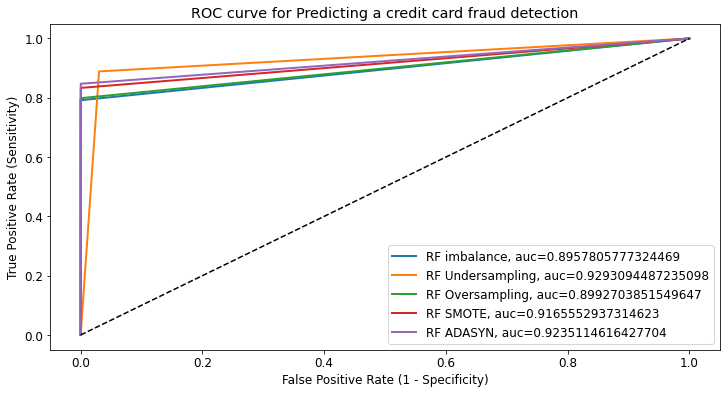 ROC curve for Predicting a credit card fraud detection
1.0
0.8
0.6
0.4
0.2
0.0
True Positive Rate (Sensitivity)
RF imbalance, auc=0.8957805777324469
RF Undersampling, auc=0.9293094487235098
RF Oversampling, auc=0.8992703851549647
RF SMOTE, auc=0.9165552937314623
RF ADASYN, auc=0.9235114616427704
0.0 0.2 0.4 0.6 0.8 1.0
False Positive Rate (1 - Specificity)